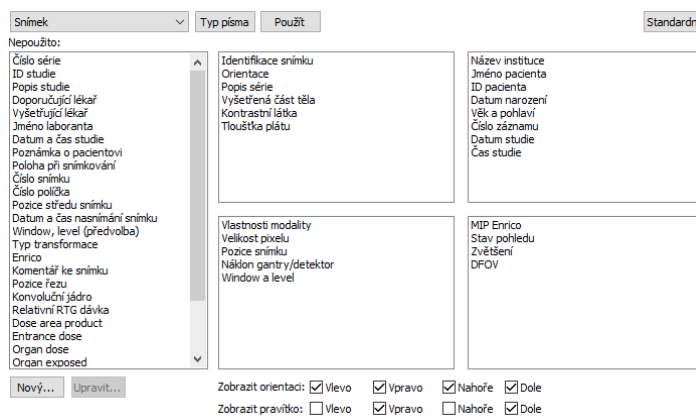 Snímek
Typ písma
Použít
Standardn
Nepoužito:
Číslo série
ID studie
Popis studie
Doporučující lékař
Vyšetřující lékař
Jméno laboranta
Datum a čas studie
Poznámka o pacientovi
Poloha při snímkování
Číslo snímku
Číslo políčka
Pozice středu snímku
Datum a čas nasnímání snímku
Window, level (předvolba)
Typ transformace
Enrico
Komentář ke snímku
Pozice řezu
Konvoluční jádro
Relativní RTG dávka
Dose area product
Entrance dose
Organ dose
Organ exposed
Identifikace snímku
Orientace
Popis série
Vyšetřená část těla
Kontrastní látka
Tloušťka plátu
Název instituce
Jméno pacienta
ID pacienta
Datum narození
Věk a pohlaví
Číslo záznamu
Datum studie
Čas studie
Vlastnosti modality
Velikost pixelu
Pozice snímku
Náklon gantry/detektor
Window a level
MIP Enrico
Stav pohledu
Zvětšení
DFOV
Nový...
Upravit...
Zobrazit orientaci: Vlevo Vpravo Nahoře Dole
Zobrazit pravítko: Vlevo Vpravo Nahoře Dole